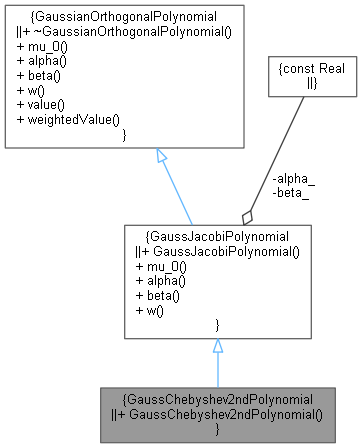 {GaussianOrthogonalPolynomial
||+ ~GaussianOrthogonalPolynomial()
+ mu_0()
+ alpha()
+ beta()
+ w()
+ value()
+ weightedValue()
}
{const Real
||}
-alpha_
-beta_
{GaussJacobiPolynomial
||+ GaussJacobiPolynomial()
+ mu_0()
+ alpha()
+ beta()
+ w()
}
{GaussChebyshev2ndPolynomial
||+ GaussChebyshev2ndPolynomial()
}